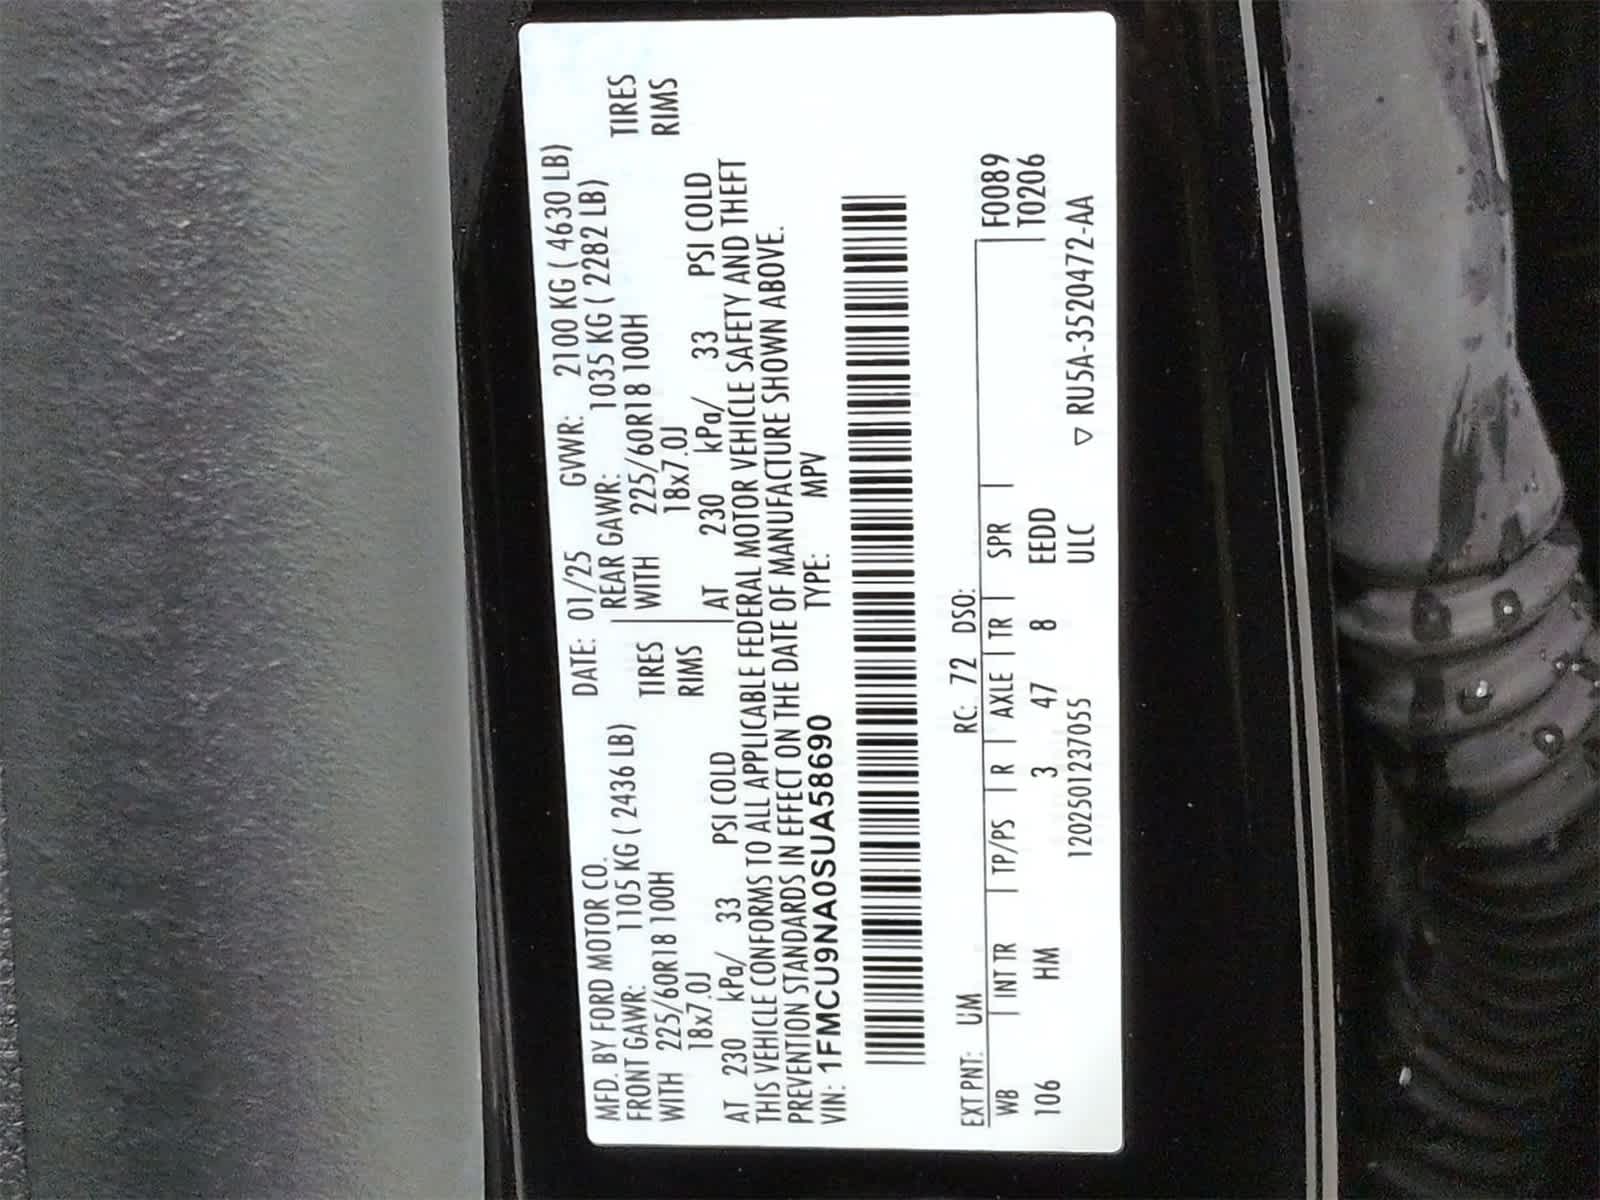 MFD. BY FORD MOTOR CO. DATE: 01/25 GVWR: 2100 KG ( 4630 LB)
FRONT GAWR: 1105 KG ( 2436 LB) REAR GAWR: 1035 KG ( 2282 LB)
WITH 225/60R18 100H TIRES WITH 225/60R18 100H TIRES
18x7.0J RIMS 18x7.0J RIMS
AT 230 kPa/ 33 PSI COLD AT 230 kPa/ 33 PSI COLD
THIS VEHICLE CONFORMS TO ALL APPLICABLE FEDERAL MOTOR VEHICLE SAFETY AND THEFT
PREVENTION STANDARDS IN EFFECT ON THE DATE OF MANUFACTURE SHOWN ABOVE.
VIN: 1FMCU9NA0SUA58690 TYPE: MPV
EXT PNT: UM RC: 72 DSO: F0089
WB INT TR TP/PS R AXLE TR SPR T0206
106 HM 3 47 8 EEDD
1202501237055 ULC ▽ RU5A-3520472-AA